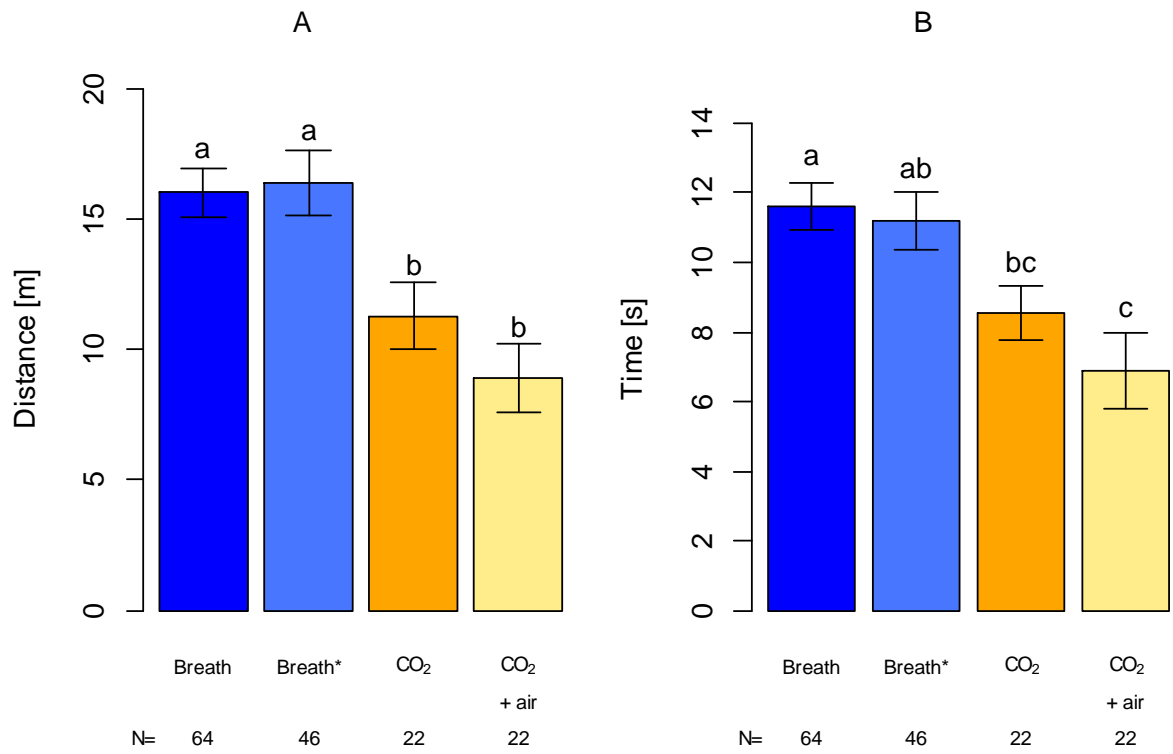 A
B
Distance [m]
0
5
10
15
20
a
a
b
b
Breath
Breath*
CO₂
CO₂
+ air
N=
64
46
22
22
Time [s]
0
2
4
6
8
10
12
14
a
ab
bc
c
Breath
Breath*
CO₂
CO₂
+ air
N=
64
46
22
22